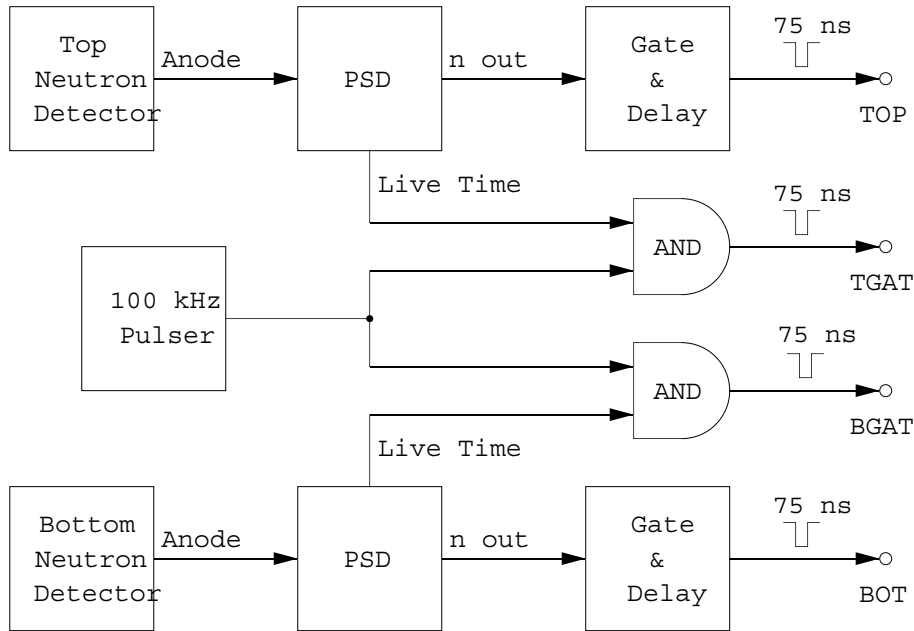 Top
Neutron
Detector
Anode
PSD
n out
Gate
&
Delay
75 ns
TOP
Live Time
AND
75 ns
TGAT
100 kHz
Pulser
AND
75 ns
BGAT
Live Time
Bottom
Neutron
Detector
Anode
PSD
n out
Gate
&
Delay
75 ns
BOT